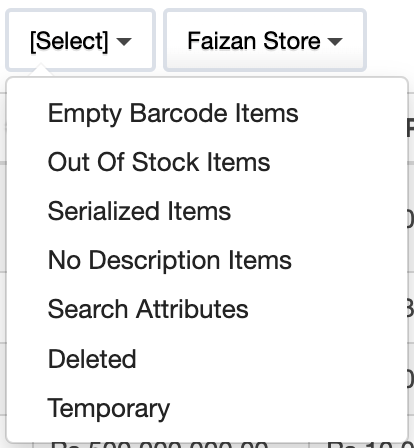 [Select] Faizan Store
Empty Barcode Items
Out Of Stock Items
Serialized Items
No Description Items
Search Attributes
Deleted
Temporary